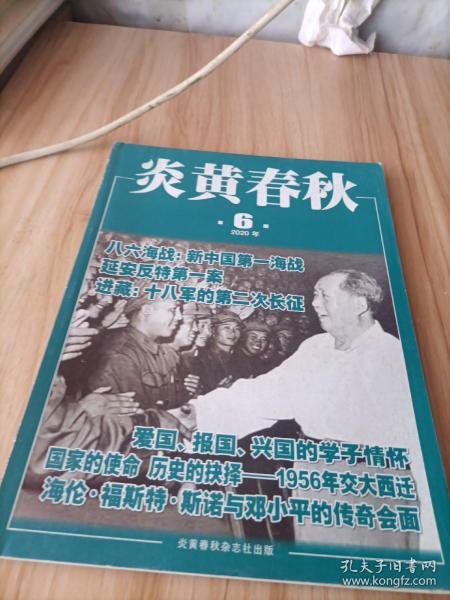 炎黄春秋
第 6 期
2020 年
八六海战：新中国第一海战
延安反特第一案
进藏：十八军的第二次长征
爱国、报国、兴国的学子情怀
国家的使命 历史的抉择——1956年交大西迁
海伦·福斯特·斯诺与邓小平的传奇会面
炎黄春秋杂志社出版
孔夫子旧书网
www.kongfz.com